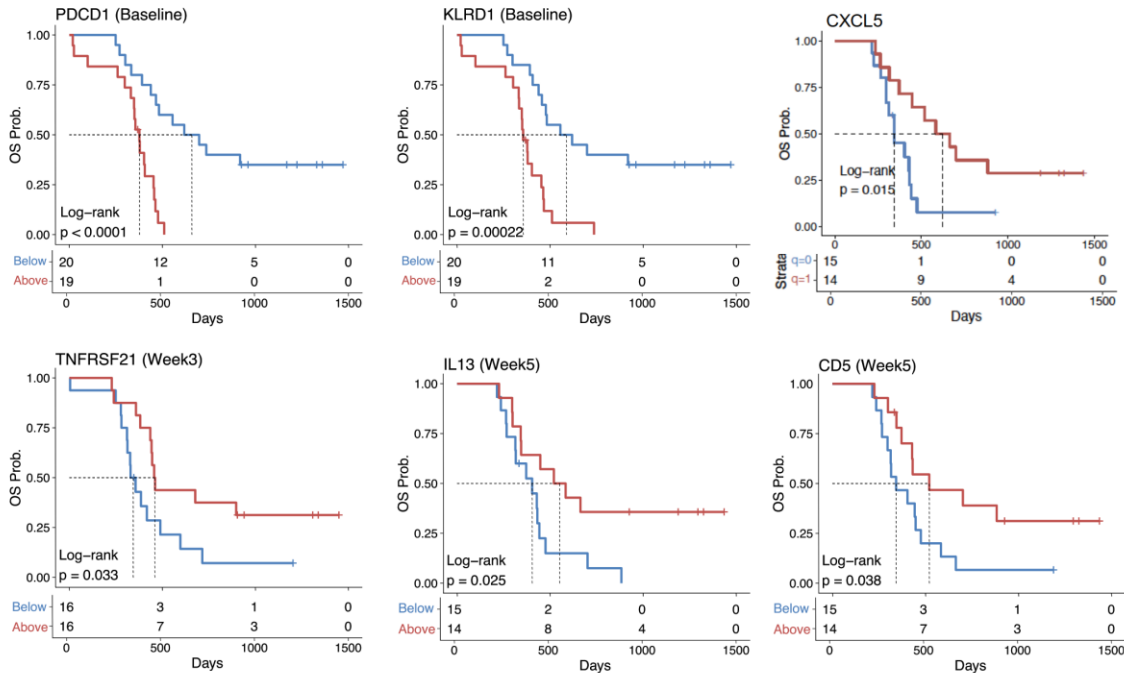 PDCD1 (Baseline)
OS Prob.
1.00
0.75
0.50
0.25
0.00
Log-rank
p < 0.0001
Below 20 12 5 0
Above 19 1 0 0
0 500 1000 1500
Days
KLRD1 (Baseline)
OS Prob.
1.00
0.75
0.50
0.25
0.00
Log-rank
p = 0.00022
20 11 5 0
19 2 0 0
0 500 1000 1500
Days
CXCL5
OS Prob.
1.00
0.75
0.50
0.25
0.00
Log-rank
p = 0.015
0 500 1000 1500
Strata
q=0 15 1 0 0
q=1 14 9 4 0
0 500 1000 1500
Days
TNFRSF21 (Week3)
OS Prob.
1.00
0.75
0.50
0.25
0.00
Log-rank
p = 0.033
Below 16 3 1 0
Above 16 7 3 0
0 500 1000 1500
Days
IL13 (Week5)
OS Prob.
1.00
0.75
0.50
0.25
0.00
Log-rank
p = 0.025
Below 15 2 0 0
Above 14 8 4 0
0 500 1000 1500
Days
CD5 (Week5)
OS Prob.
1.00
0.75
0.50
0.25
0.00
Log-rank
p = 0.038
Below 15 3 1 0
Above 14 7 3 0
0 500 1000 1500
Days